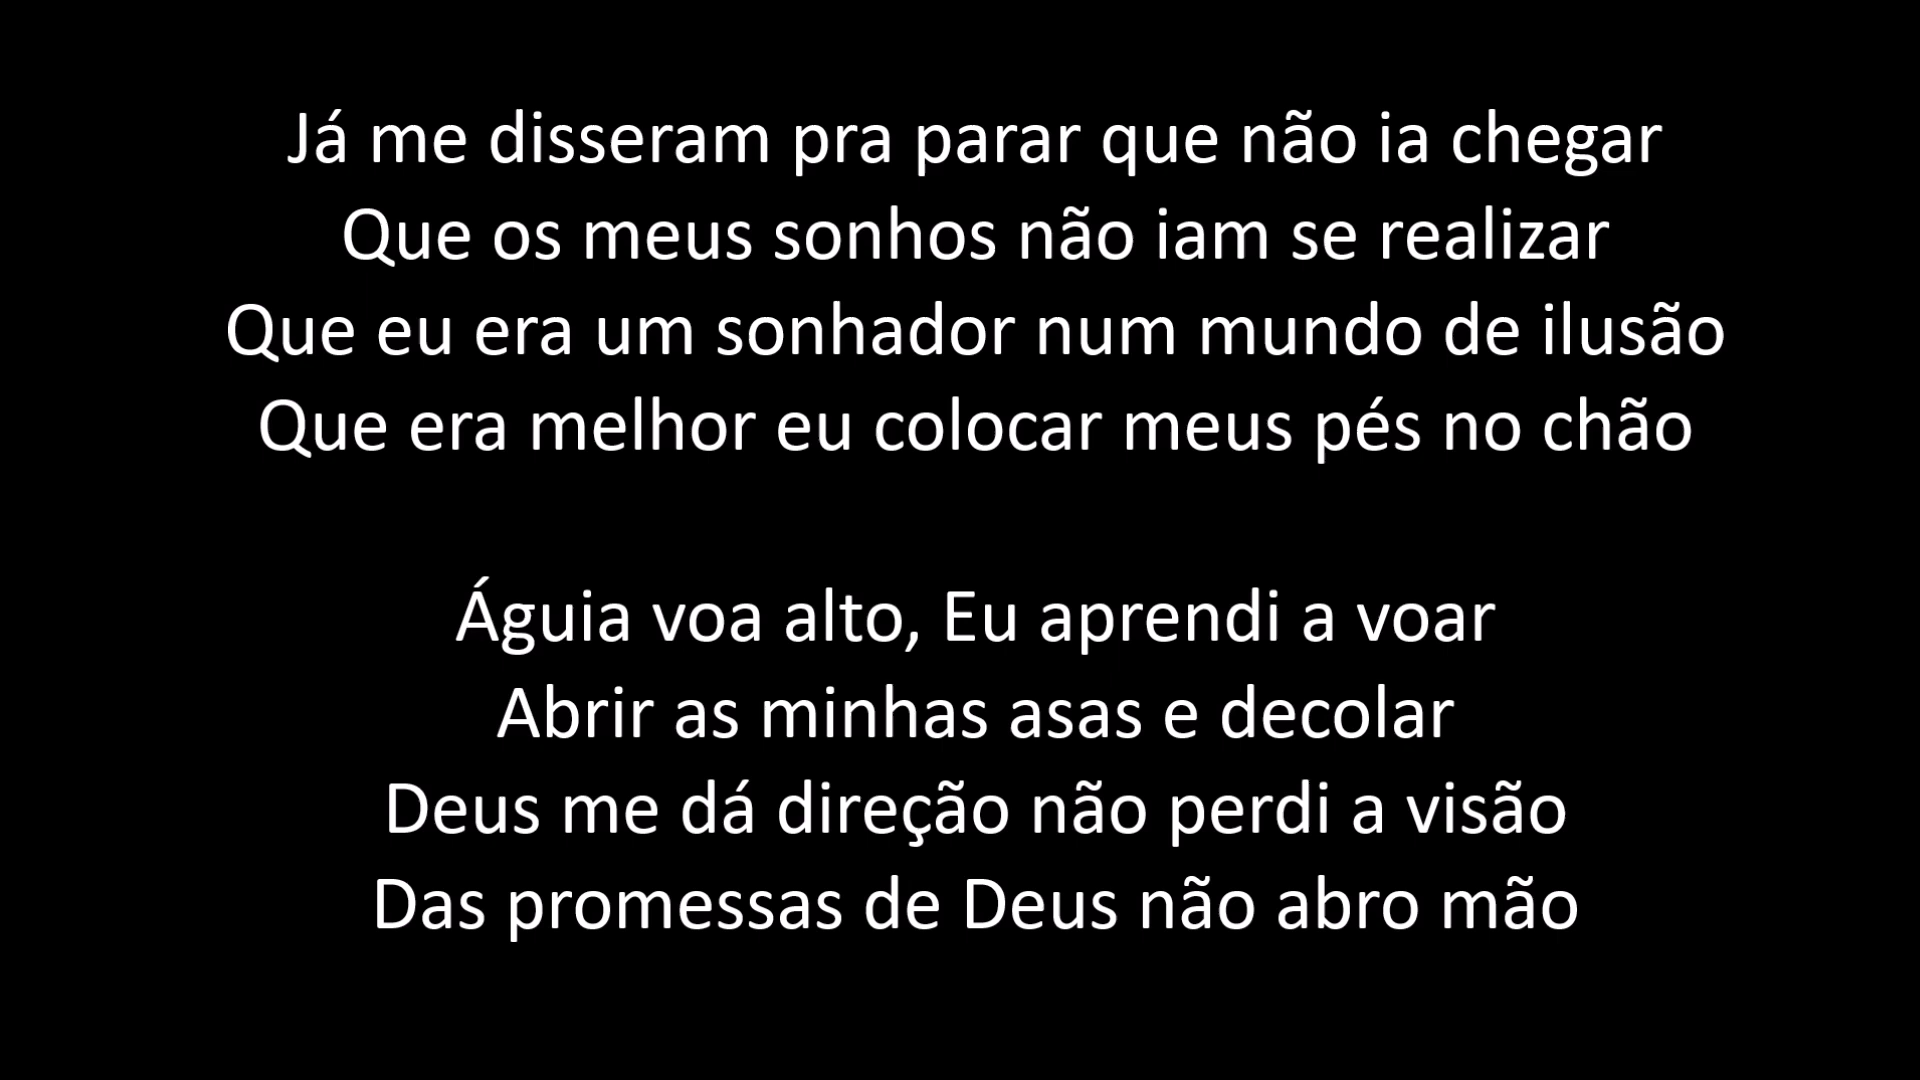 Já me disseram pra parar que não ia chegar
Que os meus sonhos não iam se realizar
Que eu era um sonhador num mundo de ilusão
Que era melhor eu colocar meus pés no chão
Águia voa alto, Eu aprendi a voar
Abrir as minhas asas e decolar
Deus me dá direção não perdi a visão
Das promessas de Deus não abro mão